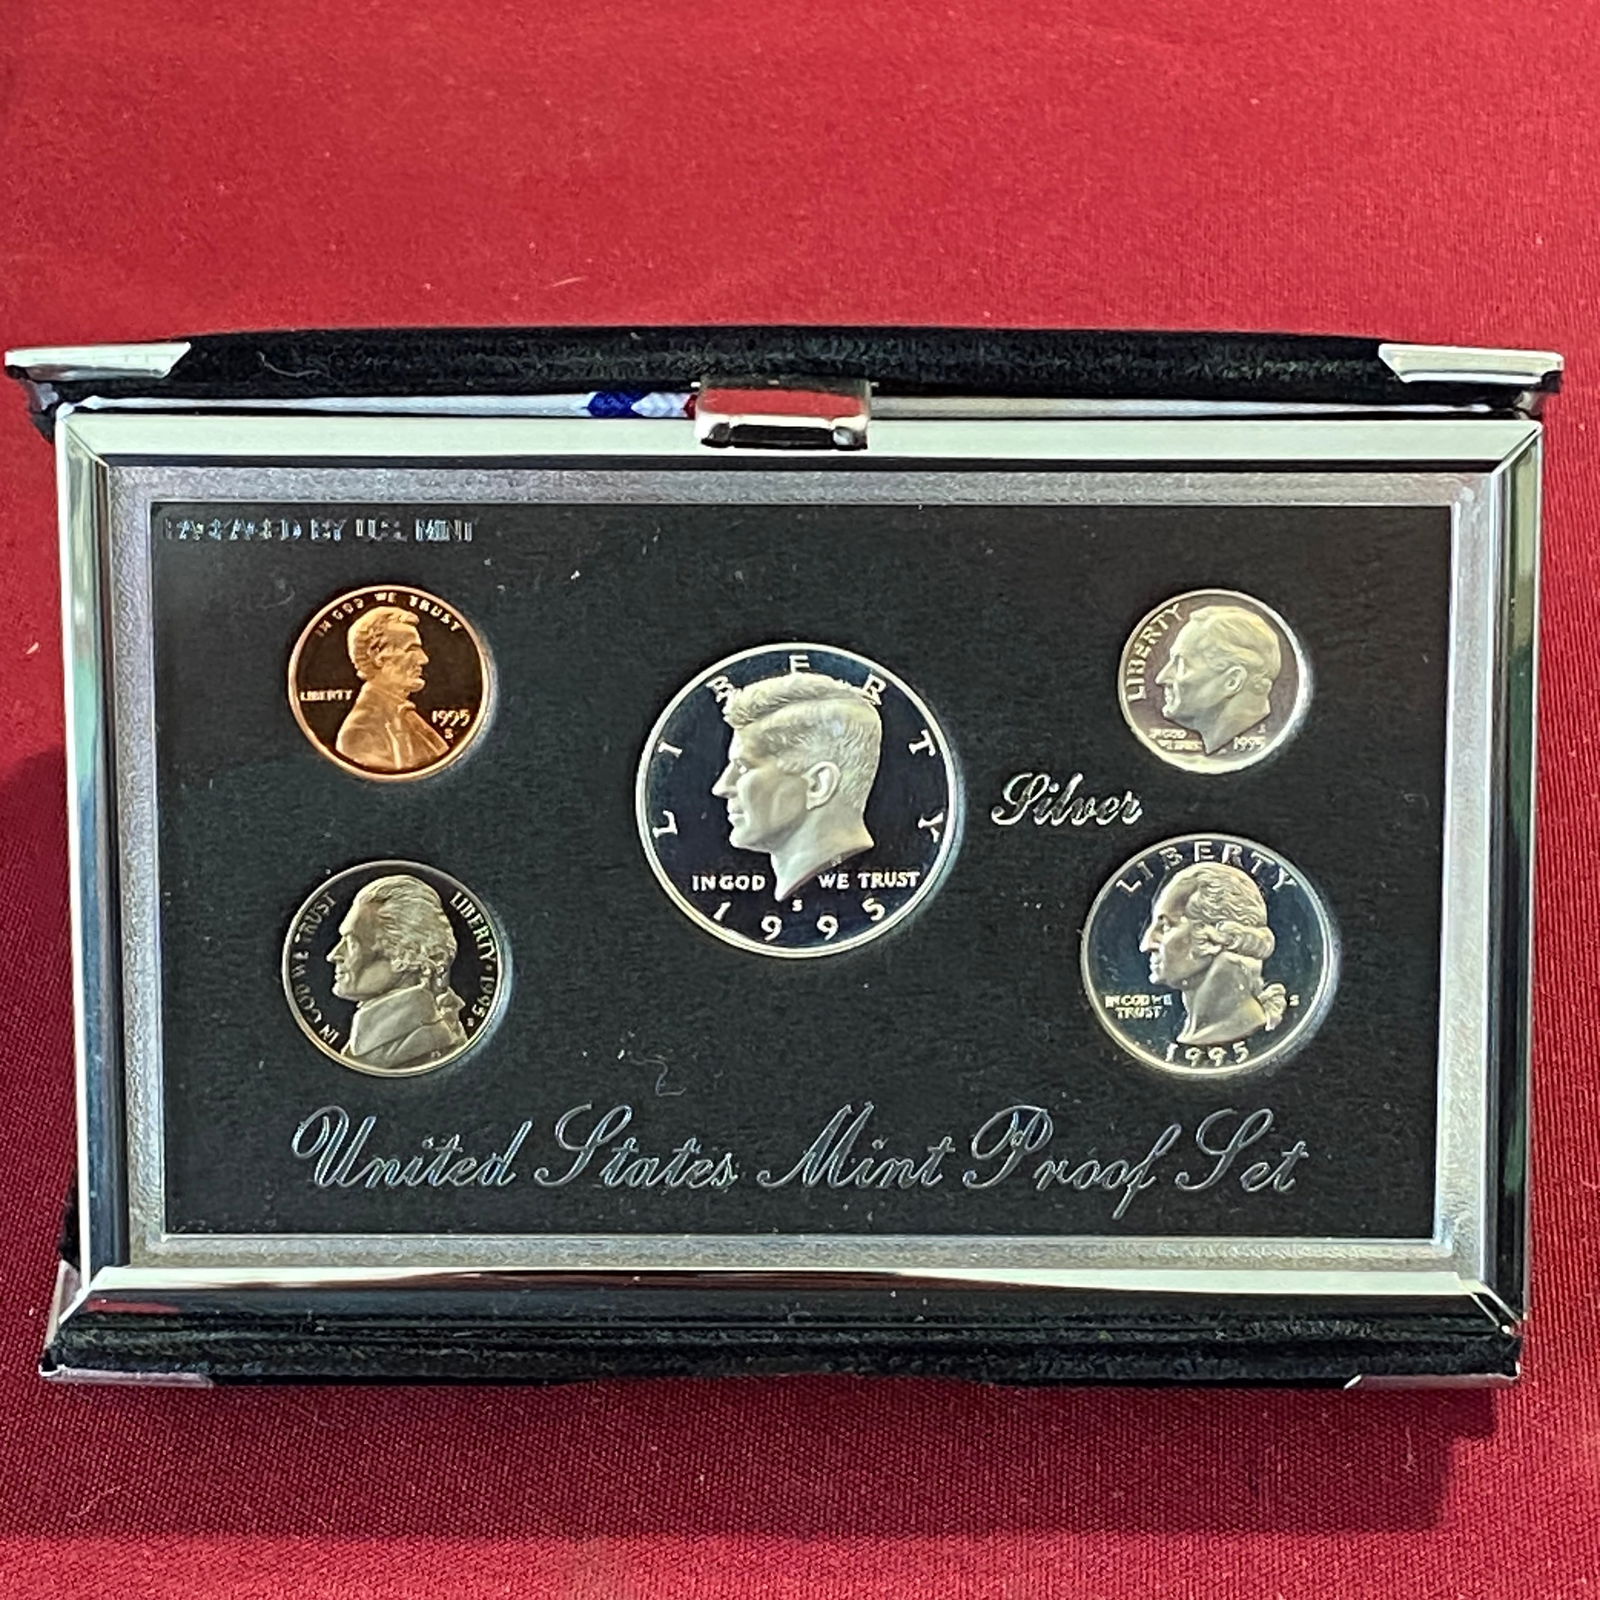 PACKAGED BY U.S. MINT
IN GOD WE TRUST
LIBERTY
1995
S
LIBERTY
IN GOD WE TRUST
S
1995
LIBERTY
IN GOD
WE TRUST
S
1995
Silver
IN GOD WE TRUST
LIBERTY • 1995
LIBERTY
IN GOD WE
TRUST
S
1995
United States Mint Proof Set